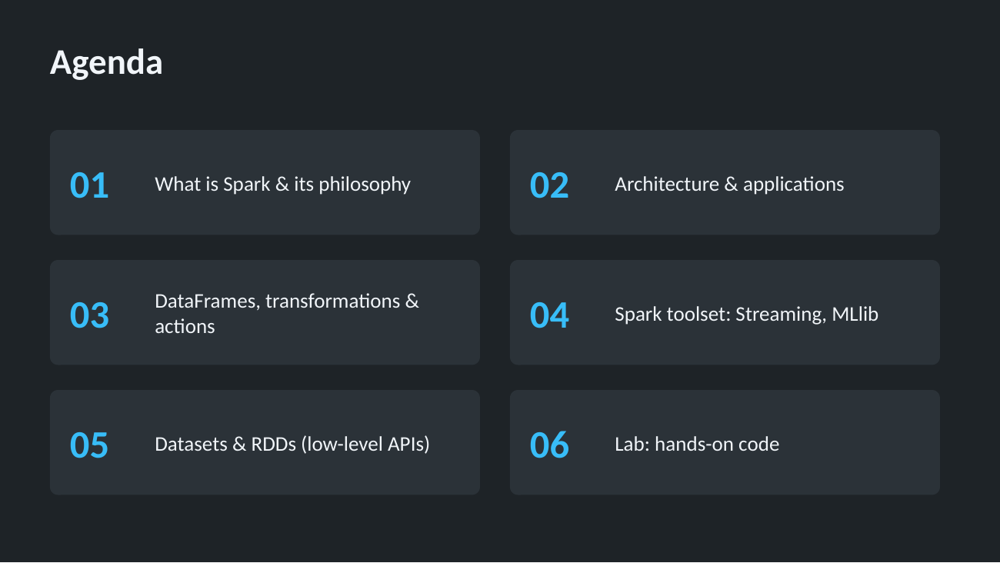 Agenda
01
What is Spark & its philosophy
02
Architecture & applications
03
DataFrames, transformations &
actions
04
Spark toolset: Streaming, MLlib
05
Datasets & RDDs (low-level APIs)
06
Lab: hands-on code